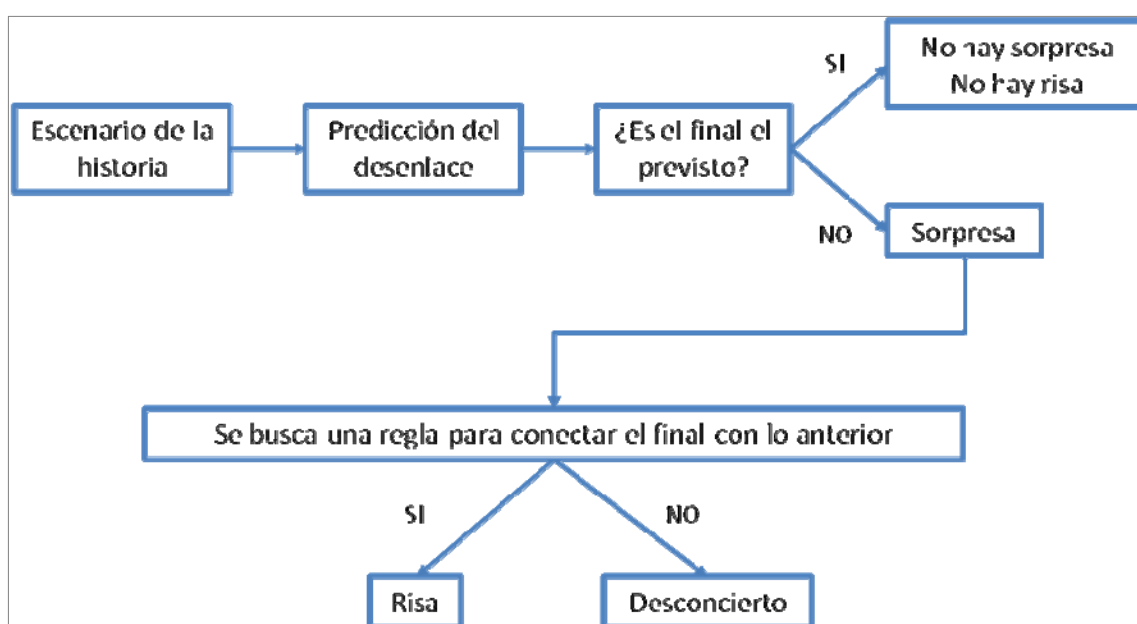 Escenario de la
historia
Predicción del
desenlace
¿Es el final el
previsto?
SI
No hay sorpresa
No hay risa
NO
Sorpresa
Se busca una regla para conectar el final con lo anterior
SI
NO
Risa
Desconcierto